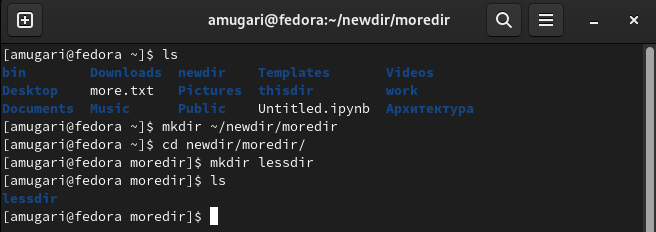 amugari@fedora:~/newdir/moredir
[amugari@fedora ~]$ ls
bin Downloads newdir Templates Videos
Desktop more.txt Pictures thisdir work
Documents Music Public Untitled.ipynb Архитектура
[amugari@fedora ~]$ mkdir ~/newdir/moredir
[amugari@fedora ~]$ cd newdir/moredir/
[amugari@fedora moredir]$ mkdir lessdir
[amugari@fedora moredir]$ ls
lessdir
[amugari@fedora moredir]$